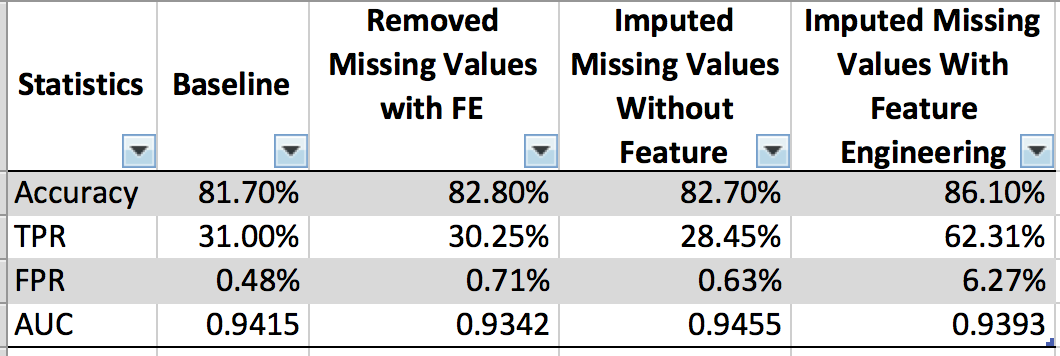 Statistics
Baseline
Removed
Missing Values
with FE
Imputed
Missing Values
Without
Feature
Imputed Missing
Values With
Feature
Engineering
Accuracy 81.70% 82.80% 82.70% 86.10%
TPR 31.00% 30.25% 28.45% 62.31%
FPR 0.48% 0.71% 0.63% 6.27%
AUC 0.9415 0.9342 0.9455 0.9393